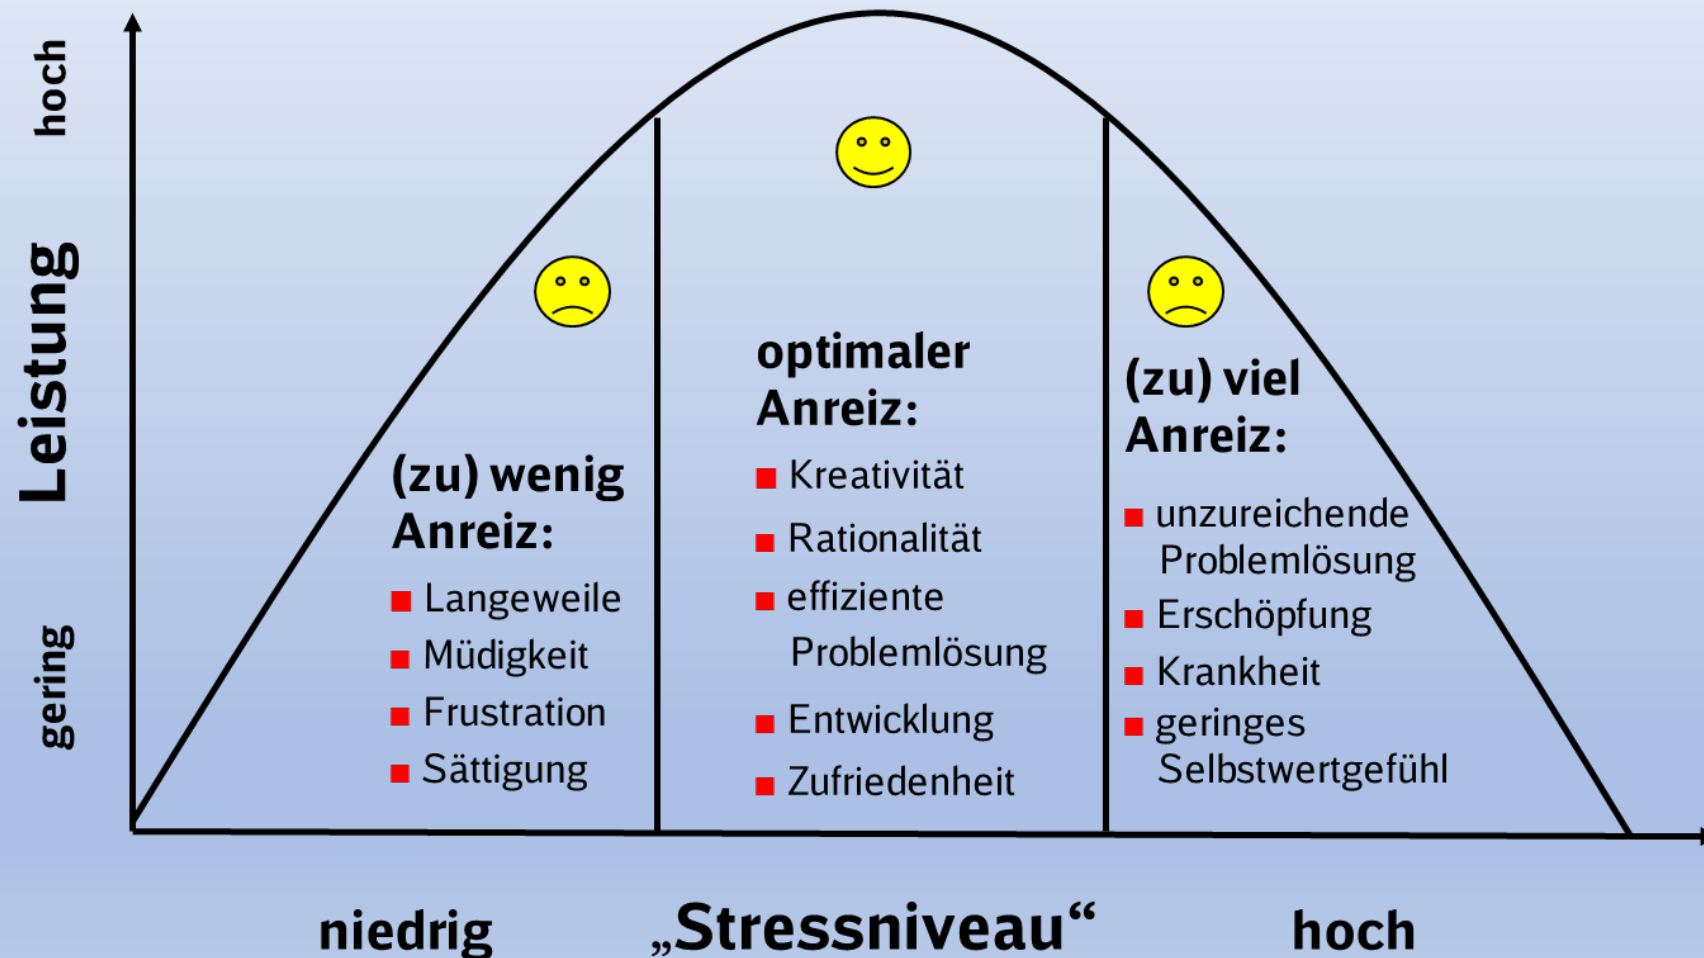 hoch
Leistung
gering
(zu) wenig
Anreiz:
Langeweile
Müdigkeit
Frustration
Sättigung
optimaler
Anreiz:
Kreativität
Rationalität
effiziente
Problemlösung
Entwicklung
Zufriedenheit
(zu) viel
Anreiz:
unzureichende
Problemlösung
Erschöpfung
Krankheit
geringes
Selbstwertgefühl
niedrig
„Stressniveau“
hoch